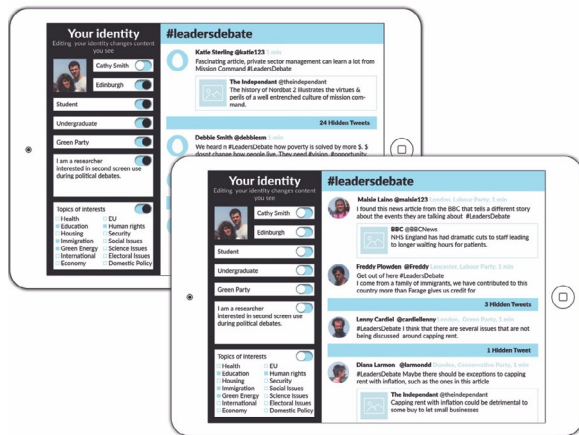 Your identity
Editing your identity changes content
you see
Cathy Smith
Edinburgh
Student
Undergraduate
Green Party
I am a researcher
interested in second screen use
during political debates.
Topics of interests
Health
EU
Education
Human rights
Housing
Security
Immigration
Social Issues
Green Energy
Science Issues
International
Electoral Issues
Economy
Domestic Policy
#leadersdebate
Katie Sterling @katie123 1 min
Fascinating article, private sector management can learn a lot from
Mission Command #LeadersDebate
The Independant @theindependant
The history of Nordbat 2 illustrates the virtues &
perils of a well entrenched culture of mission com-
mand.
24 Hidden Tweets
Debbie Smith @debbiesm 1 min
We heard n #LeadersDebate how poverty is solved by more $. $
doesnt change how people live. They need #vision, #opportunity
Your identity
Editing your identity changes content
you see
Cathy Smith
Edinburgh
Student
Undergraduate
Green Party
I am a researcher
interested in second screen use
during political debates.
Topics of interests
Health
EU
Education
Human rights
Housing
Security
Immigration
Social Issues
Green Energy
Science Issues
International
Electoral Issues
Economy
Domestic Policy
#leadersdebate
Maisie Lainn @maisie123 London, Labour Party, 1 min
I found this news article from the BBC that tells a different story
about the events they are talking about #LeadersDebate
BBC @BBCNews
NHS England has had dramatic cuts to staff leading
to longer waiting hours for patients.
Freddy Plowden @Freddy Lancaster, Labour Party, 1 min
Get out of here #LeadersDebate
I come from a family of immigrants, we have contributed to this
country more than Farage gives us credit for
3 Hidden Tweets
Lenny Cardiel @cardiellenny London, Green Party, 1 min
#LeadersDebate I think that there are several issues that are not
being discussed around capping rent.
1 Hidden Tweet
Diana Larmon @larmondd Dundee, Conservative Party, 1 min
#LeadersDebate Maybe there should be exceptions to capping
rent with inflation, such as the ones in this article
The Independant @theindependant
Capping rent with inflation could be detrimental to
some buy to let small businesses